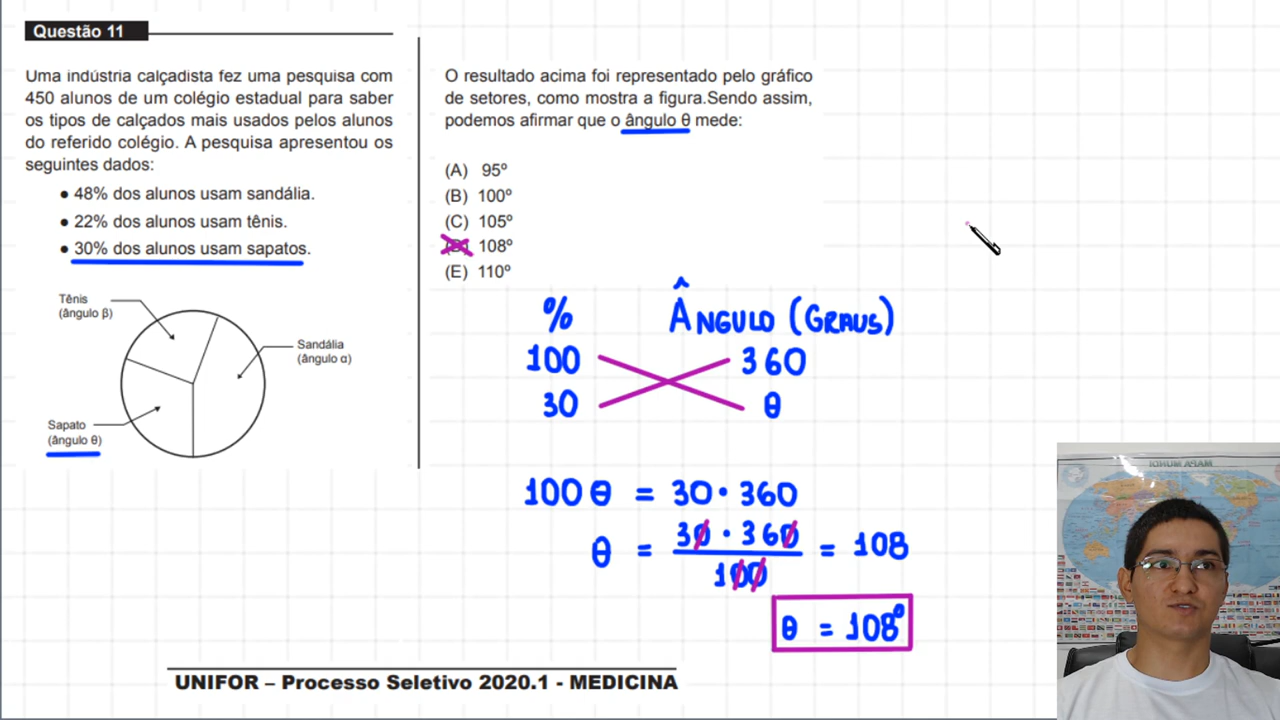 Questão 11
Uma indústria calçadista fez uma pesquisa com
450 alunos de um colégio estadual para saber
os tipos de calçados mais usados pelos alunos
do referido colégio. A pesquisa apresentou os
seguintes dados:
● 48% dos alunos usam sandália.
● 22% dos alunos usam tênis.
● 30% dos alunos usam sapatos.
Tênis
(ângulo β)
Sandália
(ângulo α)
Sapato
(ângulo θ)
O resultado acima foi representado pelo gráfico
de setores, como mostra a figura.Sendo assim,
podemos afirmar que o ângulo θ mede:
(A) 95º
(B) 100º
(C) 105º
(D) 108º
(E) 110º
% ÂNGULO (GRAUS)
100 360
30 θ
100 θ = 30 · 360
θ = 30 · 360 / 100 = 108
θ = 108º
UNIFOR – Processo Seletivo 2020.1 - MEDICINA
MAPA MUNDI